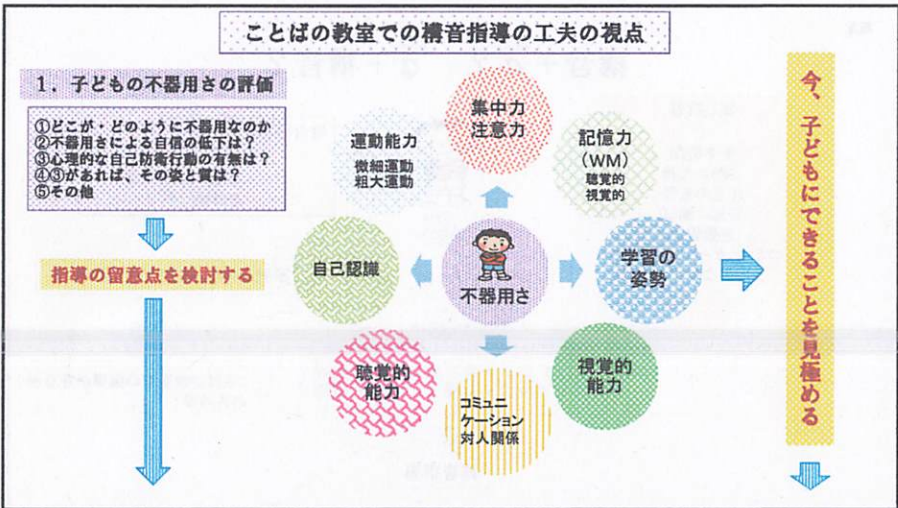 ことばの教室での構音指導の工夫の視点
1．子どもの不器用さの評価
①どこが・どのように不器用なのか
②不器用さによる自信の低下は？
③心理的な自己防衛行動の有無は？
④③があれば、その姿と質は？
⑤その他
指導の留意点を検討する
集中力
注意力
運動能力
微細運動
粗大運動
記憶力
（WM）
聴覚的
視覚的
自己認識
不器用さ
学習の
姿勢
聴覚的
能力
コミュニ
ケーション
対人関係
視覚的
能力
今、子どもにできることを見極める